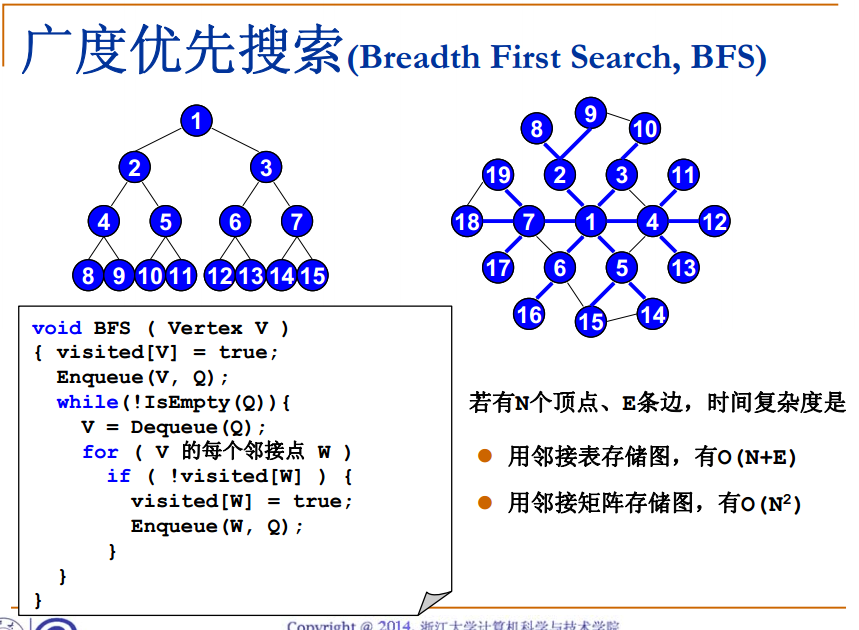 广度优先搜索(Breadth First Search, BFS)
1
2 3
4 5 6 7
8 9 10 11 12 13 14 15
9
8 10
19 2 3 11
18 7 1 4 12
17 6 5 13
16 15 14
void BFS ( Vertex V )
{ visited[V] = true;
Enqueue(V, Q);
while(!IsEmpty(Q)){
V = Dequeue(Q);
for ( V 的每个邻接点 W )
if ( !visited[W] ) {
visited[W] = true;
Enqueue(W, Q);
}
}
}
若有N个顶点、E条边，时间复杂度是
用邻接表存储图，有O(N+E)
用邻接矩阵存储图，有O(N²)
Copyright @ 2014, 浙江大学计算机科学与技术学院